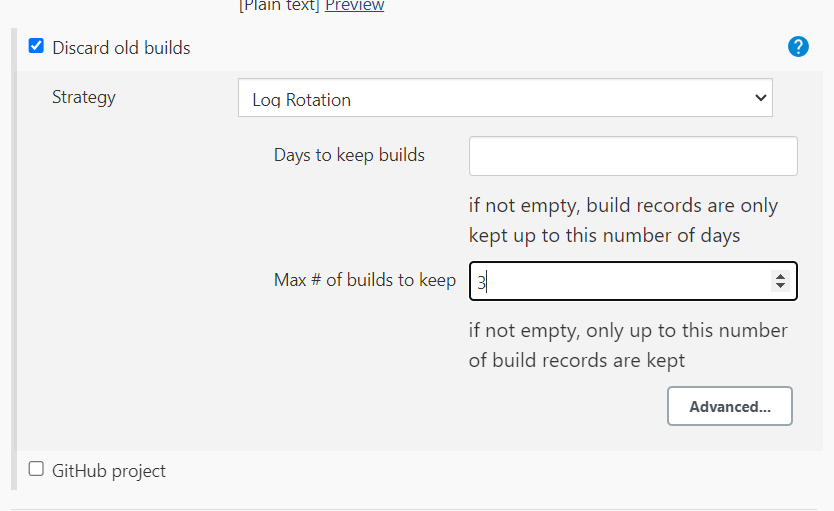 [Plain text] Preview
Discard old builds
?
Strategy
Log Rotation
Days to keep builds
if not empty, build records are only
kept up to this number of days
Max # of builds to keep
3
if not empty, only up to this number
of build records are kept
Advanced...
GitHub project